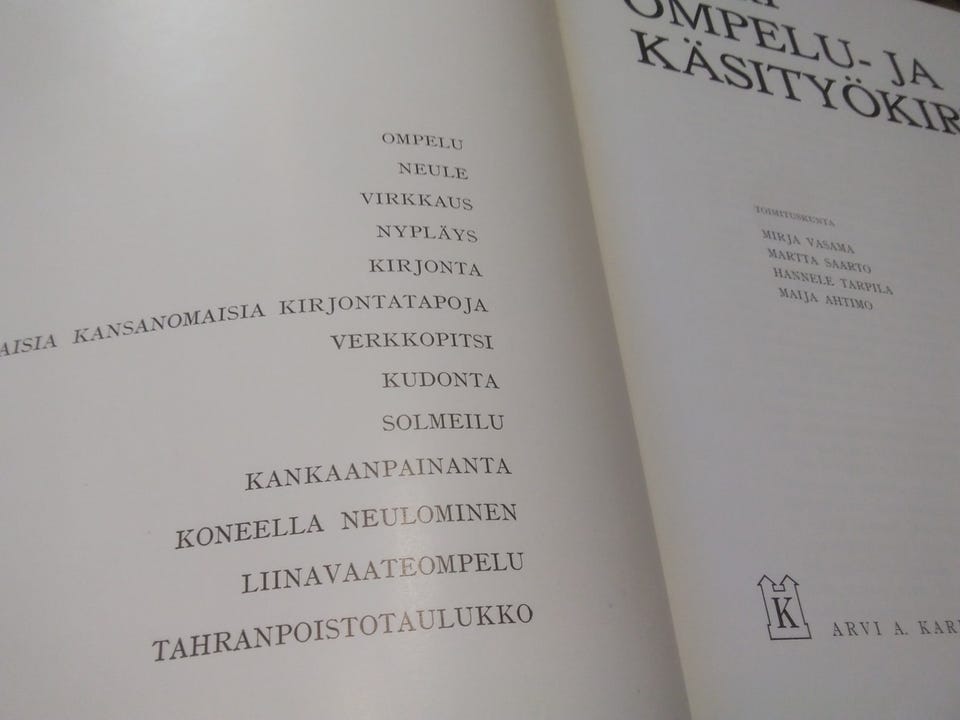 OMPELU
NEULE
VIRKKAUS
NYPLÄYS
KIRJONTA
KANSANOMAISIA KIRJONTATAPOJA
VERKKOPITSI
KUDONTA
SOLMEILU
KANKAANPAINANTA
KONEELLA NEULOMINEN
LIINAVAATEOMPELU
TAHRANPOISTOTAULUKKO
OMPELU- JA
TOIMITUSKUNTA
MIRJA VASAMA
MARTTA SAARTO
HANNELE TARPILA
MAIJA AHTIMO
K
ARVI A.